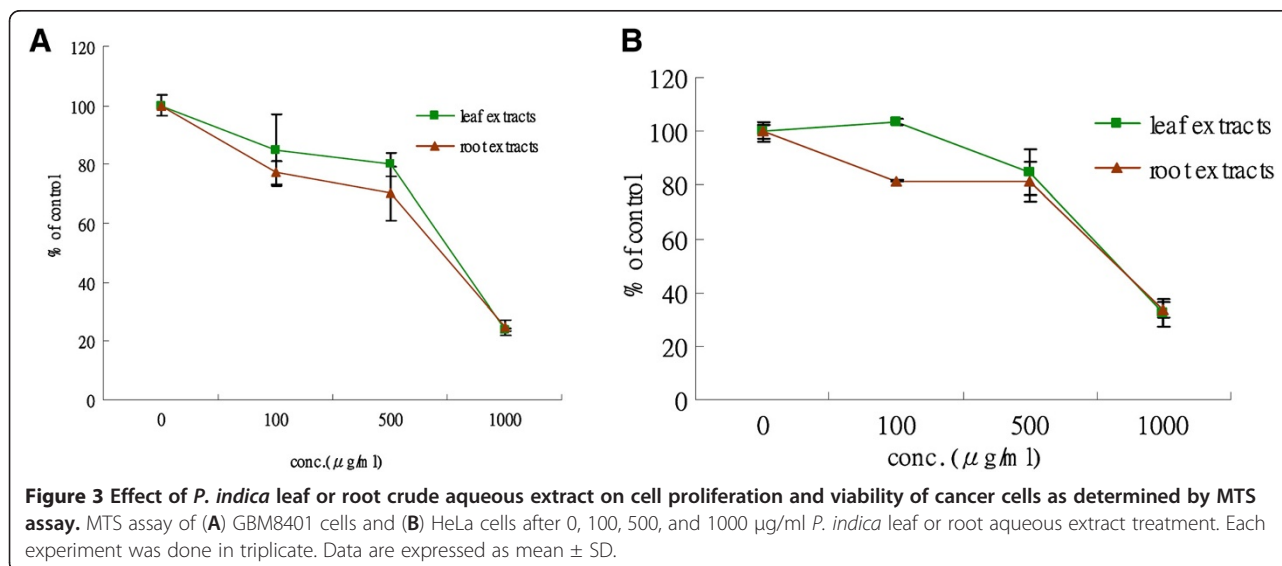 A
120
100
80
60
40
20
0
% of control
leaf extracts
root extracts
0 100 500 1000
conc.(μg/ml)
B
120
100
80
60
40
20
0
% of control
leaf extracts
root extracts
0 100 500 1000
conc.(μg/ml)
Figure 3 Effect of P. indica leaf or root crude aqueous extract on cell proliferation and viability of cancer cells as determined by MTS
assay. MTS assay of (A) GBM8401 cells and (B) HeLa cells after 0, 100, 500, and 1000 μg/ml P. indica leaf or root aqueous extract treatment. Each
experiment was done in triplicate. Data are expressed as mean ± SD.